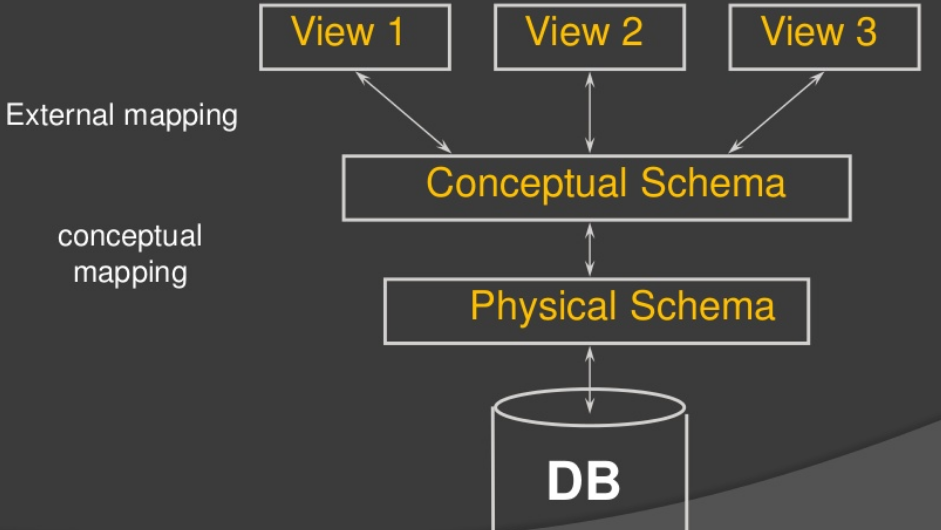 View 1
View 2
View 3
External mapping
Conceptual Schema
conceptual
mapping
Physical Schema
DB